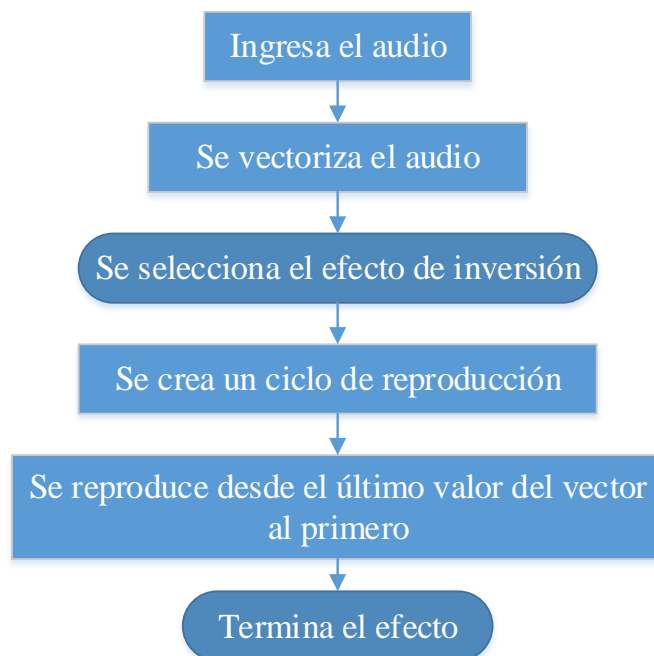 Ingresa el audio
Se vectoriza el audio
Se selecciona el efecto de inversión
Se crea un ciclo de reproducción
Se reproduce desde el último valor del vector
al primero
Termina el efecto